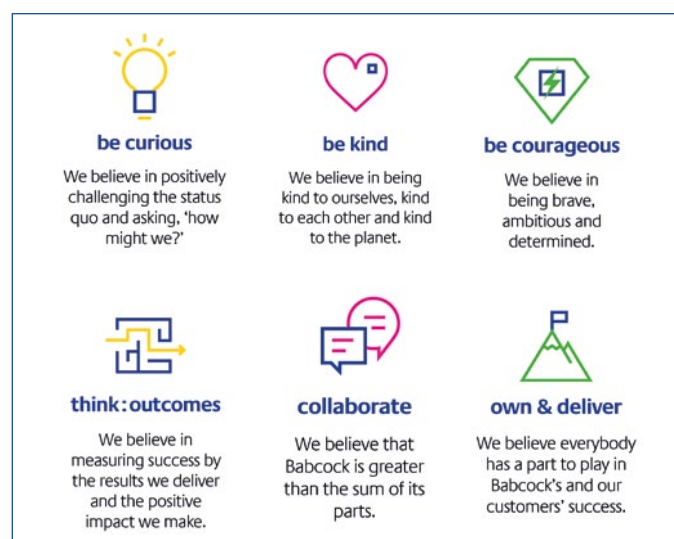 be curious
We believe in positively
challenging the status
quo and asking, ‘how
might we?’
be kind
We believe in being
kind to ourselves, kind
to each other and kind
to the planet.
be courageous
We believe in
being brave,
ambitious and
determined.
think:outcomes
We believe in
measuring success by
the results we deliver
and the positive
impact we make.
collaborate
We believe that
Babcock is greater
than the sum of its
parts.
own & deliver
We believe everybody
has a part to play in
Babcock’s and our
customers’ success.